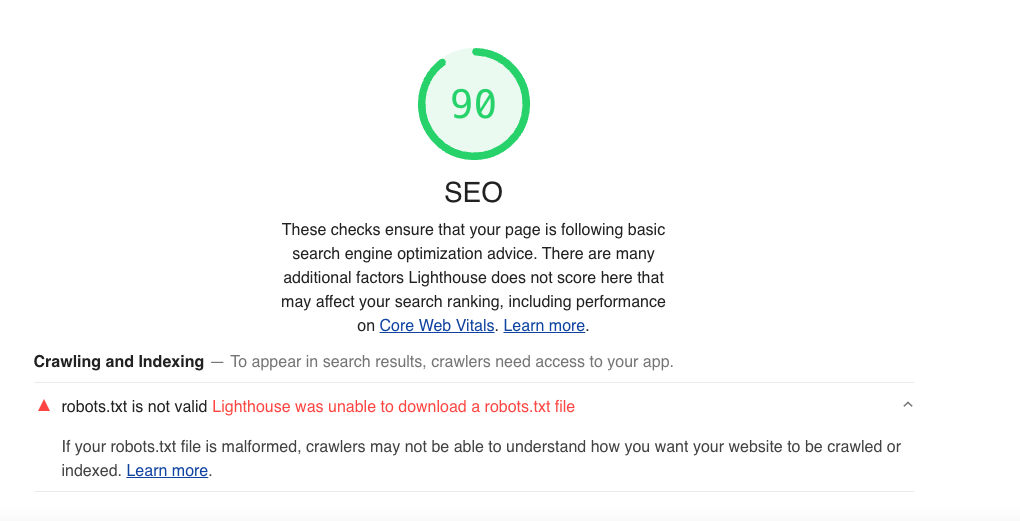 90
SEO
These checks ensure that your page is following basic
search engine optimization advice. There are many
additional factors Lighthouse does not score here that
may affect your search ranking, including performance
on Core Web Vitals. Learn more.
Crawling and Indexing — To appear in search results, crawlers need access to your app.
robots.txt is not valid Lighthouse was unable to download a robots.txt file
If your robots.txt file is malformed, crawlers may not be able to understand how you want your website to be crawled or
indexed. Learn more.